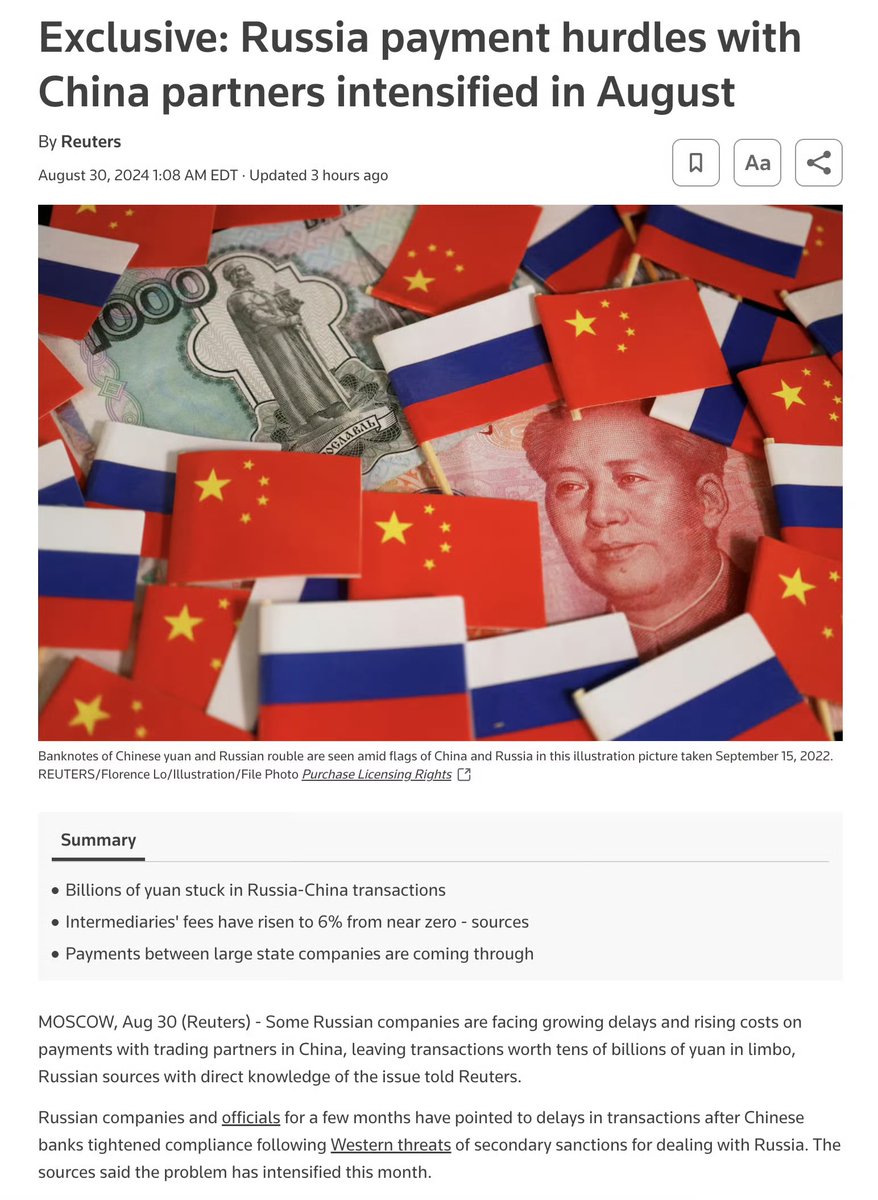 Exclusive: Russia payment hurdles with
China partners intensified in August
By Reuters
August 30, 2024 1:08 AM EDT · Updated 3 hours ago
Aa
1000
ЯРОСЛАВЛЬ
Banknotes of Chinese yuan and Russian rouble are seen amid flags of China and Russia in this illustration picture taken September 15, 2022.
REUTERS/Florence Lo/Illustration/File Photo Purchase Licensing Rights
Summary
• Billions of yuan stuck in Russia-China transactions
• Intermediaries' fees have risen to 6% from near zero - sources
• Payments between large state companies are coming through
MOSCOW, Aug 30 (Reuters) - Some Russian companies are facing growing delays and rising costs on
payments with trading partners in China, leaving transactions worth tens of billions of yuan in limbo,
Russian sources with direct knowledge of the issue told Reuters.
Russian companies and officials for a few months have pointed to delays in transactions after Chinese
banks tightened compliance following Western threats of secondary sanctions for dealing with Russia. The
sources said the problem has intensified this month.